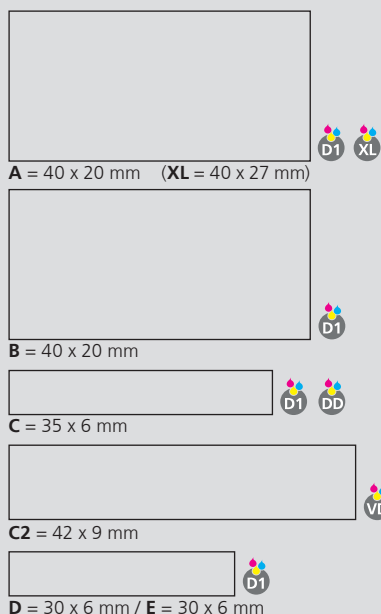 D1 XL
A = 40 x 20 mm (XL = 40 x 27 mm)
D1
B = 40 x 20 mm
D1 DD
C = 35 x 6 mm
C2 = 42 x 9 mm
D1
D = 30 x 6 mm / E = 30 x 6 mm